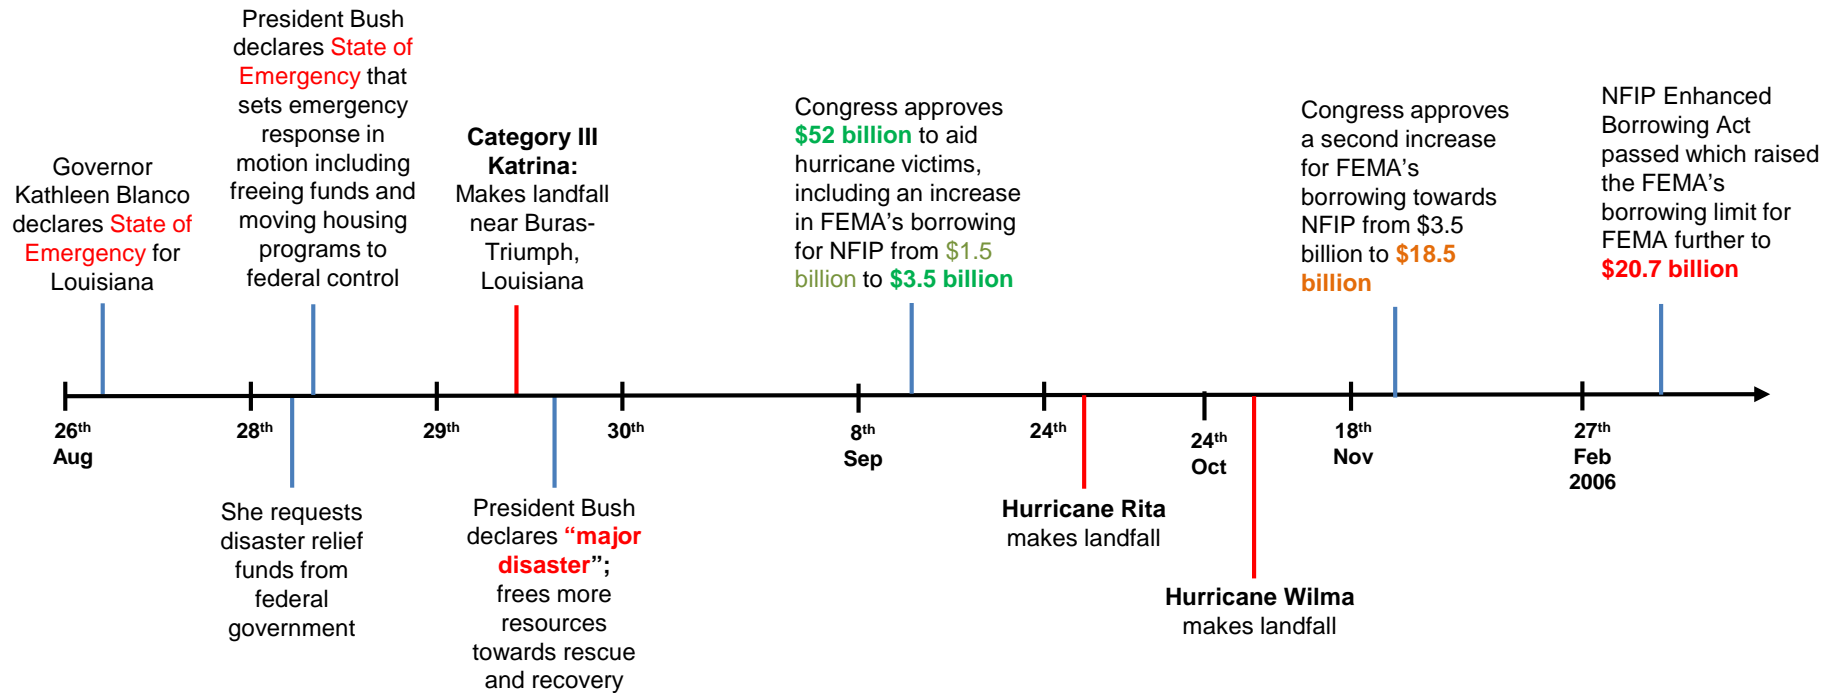 Governor
Kathleen Blanco
declares State of
Emergency for
Louisiana
President Bush
declares State of
Emergency that
sets emergency
response in
motion including
freeing funds and
moving housing
programs to
federal control
Category III
Katrina:
Makes landfall
near Buras-
Triumph,
Louisiana
Congress approves
$52 billion to aid
hurricane victims,
including an increase
in FEMA's borrowing
for NFIP from $1.5
billion to $3.5 billion
Congress approves
a second increase
for FEMA's
borrowing towards
NFIP from $3.5
billion to $18.5
billion
NFIP Enhanced
Borrowing Act
passed which raised
the FEMA's
borrowing limit for
FEMA further to
$20.7 billion
26th
Aug
28th
29th
30th
8th
Sep
24th
24th
Oct
18th
Nov
27th
Feb
2006
She requests
disaster relief
funds from
federal
government
President Bush
declares “major
disaster”;
frees more
resources
towards rescue
and recovery
Hurricane Rita
makes landfall
Hurricane Wilma
makes landfall